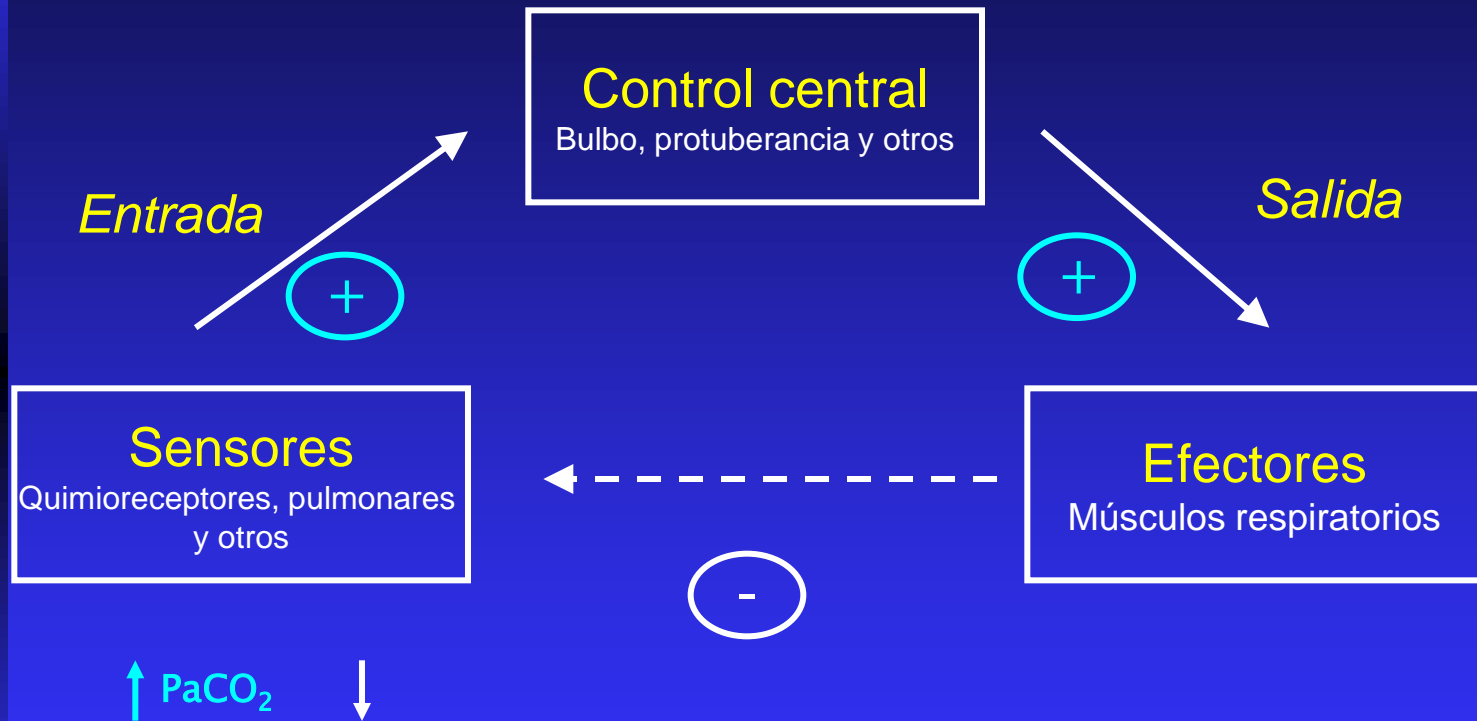 Control central
Bulbo, protuberancia y otros
Entrada
Salida
+
+
Sensores
Quimioreceptores, pulmonares
y otros
Efectores
Músculos respiratorios
-
↑ PaCO₂ ↓